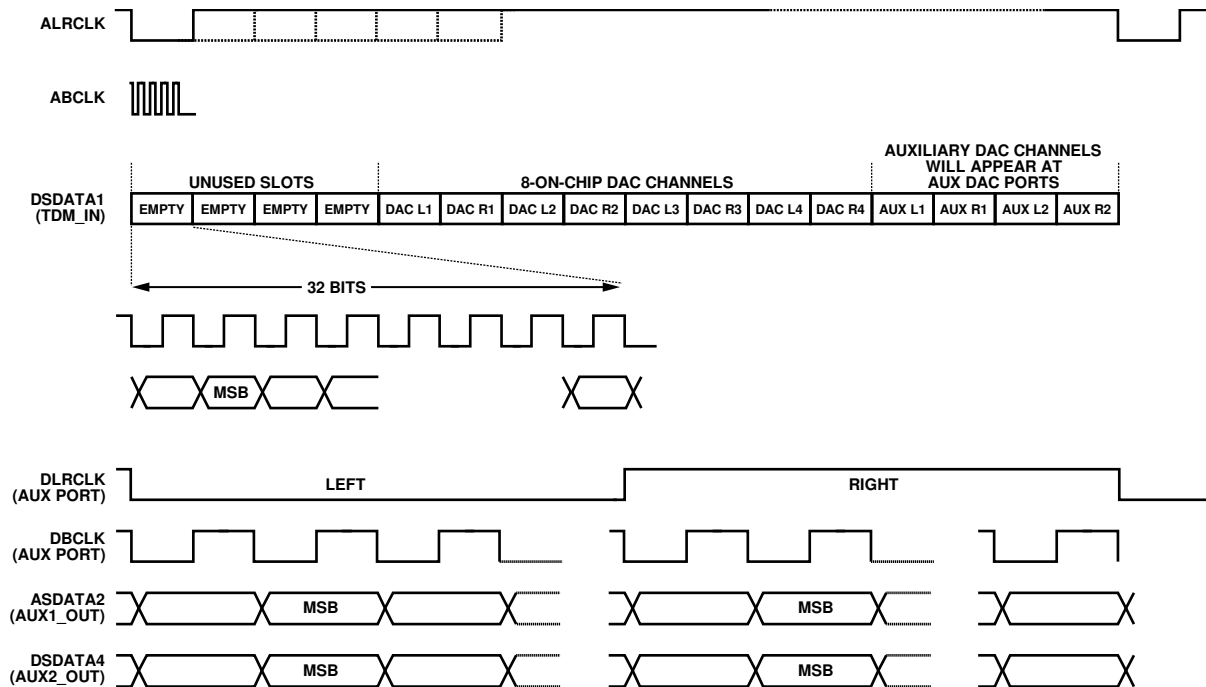 ALRCLK
ABCLK
AUXILIARY DAC CHANNELS
WILL APPEAR AT
AUX DAC PORTS
UNUSED SLOTS
8-ON-CHIP DAC CHANNELS
DSDATA1
(TDM_IN)
EMPTY EMPTY EMPTY EMPTY DAC L1 DAC R1 DAC L2 DAC R2 DAC L3 DAC R3 DAC L4 DAC R4 AUX L1 AUX R1 AUX L2 AUX R2
32 BITS
MSB
DLRCLK
(AUX PORT)
LEFT
RIGHT
DBCLK
(AUX PORT)
ASDATA2
(AUX1_OUT)
MSB
MSB
DSDATA4
(AUX2_OUT)
MSB
MSB